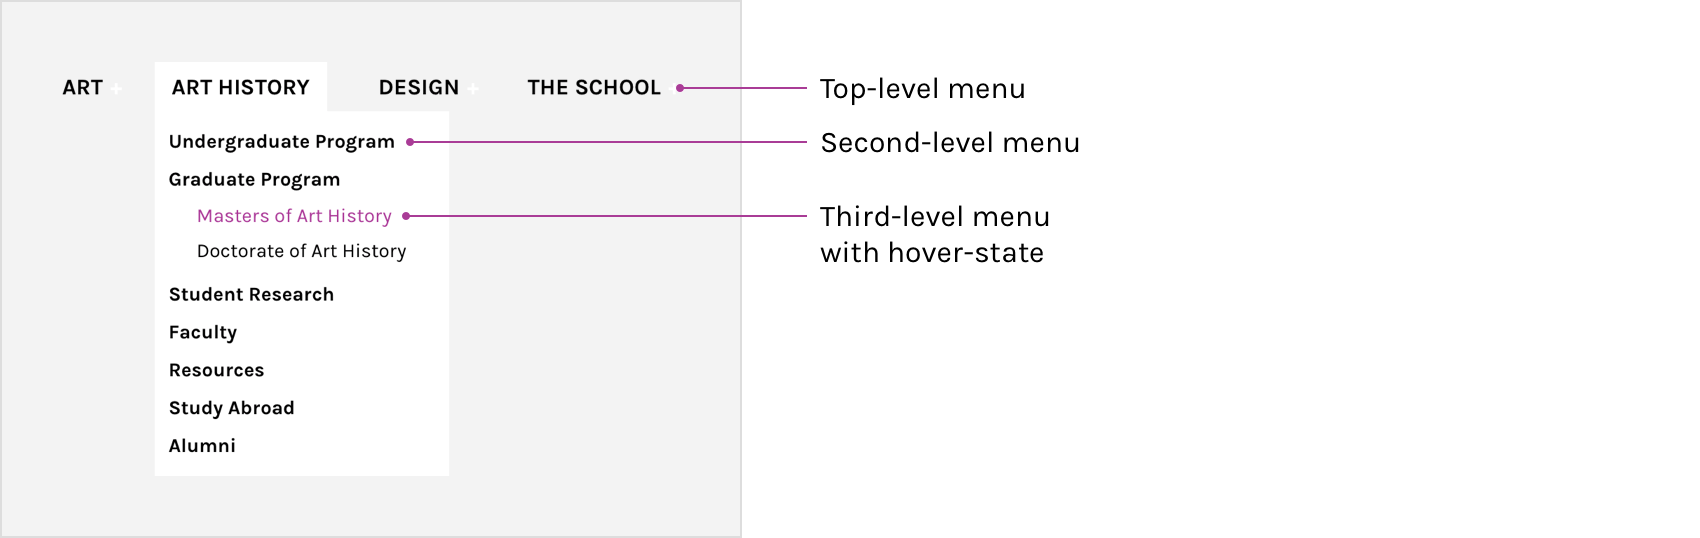 ART + ART HISTORY DESIGN + THE SCHOOL
Top-level menu
Undergraduate Program
Second-level menu
Graduate Program
Masters of Art History
Third-level menu
with hover-state
Doctorate of Art History
Student Research
Faculty
Resources
Study Abroad
Alumni